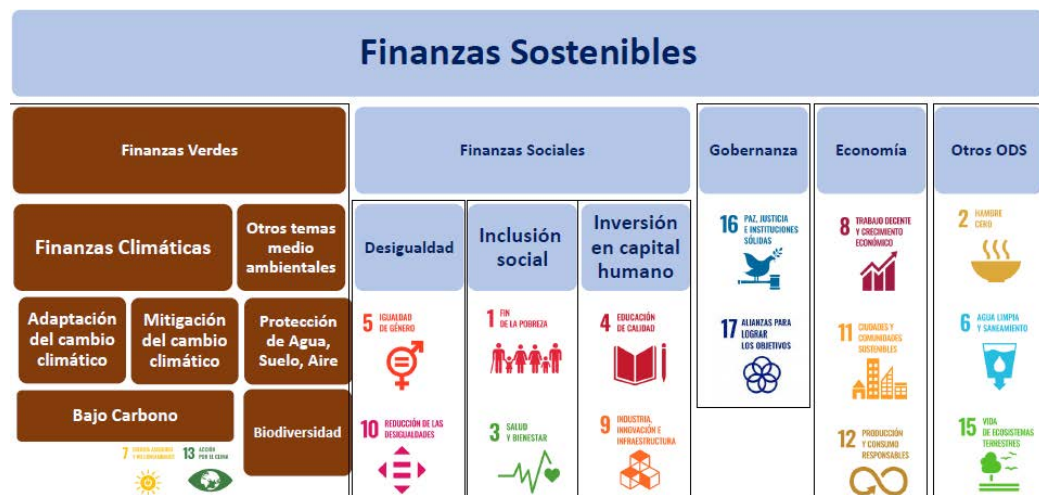 Finanzas Sostenibles
Finanzas Verdes
Finanzas Sociales
Gobernanza
Economía
Otros ODS
Finanzas Climáticas
Otros temas
medio
ambientales
Adaptación
del cambio
climático
Mitigación
del cambio
climático
Protección
de Agua,
Suelo, Aire
Bajo Carbono
Biodiversidad
7
13 ACCIÓN
POR EL CLIMA
Desigualdad
5 IGUALDAD
DE GÉNERO
10 REDUCCIÓN DE LAS
DESIGUALDADES
Inclusión
social
1 FIN
DE LA POBREZA
3 SALUD
Y BIENESTAR
Inversión
en capital
humano
4 EDUCACIÓN
DE CALIDAD
9 INDUSTRIA,
INNOVACIÓN E
INFRAESTRUCTURA
16 PAZ, JUSTICIA
E INSTITUCIONES
SÓLIDAS
17 ALIANZAS PARA
LOGRAR
LOS OBJETIVOS
8 TRABAJO DECENTE
Y CRECIMIENTO
ECONÓMICO
11 CIUDADES Y
COMUNIDADES
SOSTENIBLES
12 PRODUCCIÓN
Y CONSUMO
RESPONSABLES
2 HAMBRE
CERO
6 AGUA LIMPIA
Y SANEAMIENTO
15 VIDA
DE ECOSISTEMAS
TERRESTRES